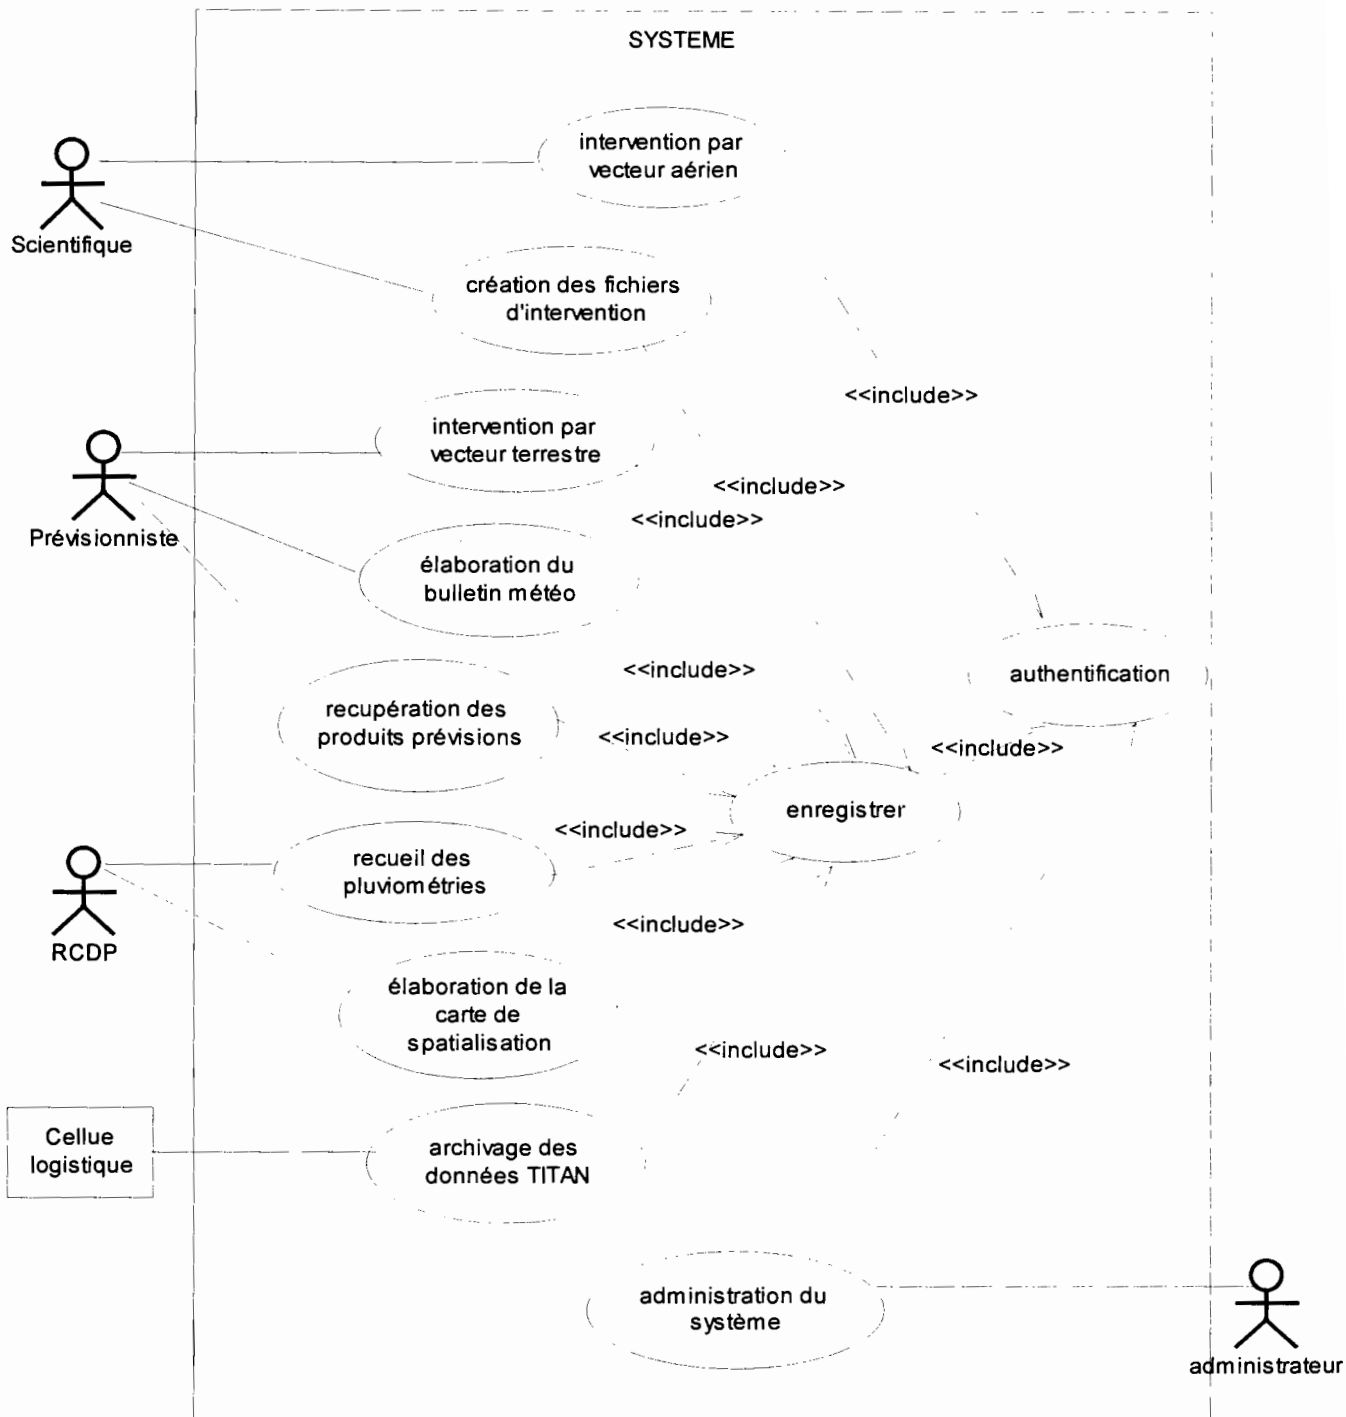 SYSTEME
intervention par
vecteur aérien
Scientifique
création des fichiers
d'intervention
<<include>>
intervention par
vecteur terrestre
<<include>>
<<include>>
Prévisionniste
élaboration du
bulletin météo
<<include>>
authentification
recupération des
produits prévisions
<<include>>
<<include>>
enregistrer
<<include>>
recueil des
pluviométries
RCDP
<<include>>
élaboration de la
carte de
spatialisation
<<include>>
<<include>>
Cellue
logistique
archivage des
données TITAN
administration du
système
administrateur